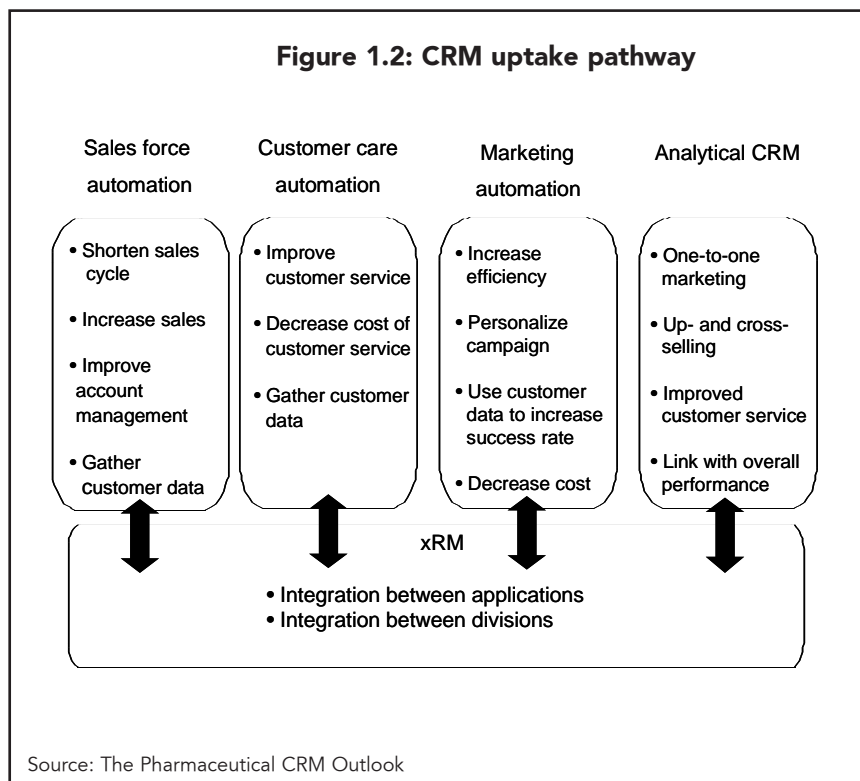 Figure 1.2: CRM uptake pathway
Sales force
automation
• Shorten sales
cycle
• Increase sales
• Improve
account
management
• Gather
customer data
Customer care
automation
• Improve
customer service
• Decrease cost of
customer service
• Gather customer
data
Marketing
automation
• Increase
efficiency
• Personalize
campaign
• Use customer
data to increase
success rate
• Decrease cost
Analytical CRM
• One-to-one
marketing
• Up- and cross-
selling
• Improved
customer service
• Link with overall
performance
xRM
• Integration between applications
• Integration between divisions
Source: The Pharmaceutical CRM Outlook